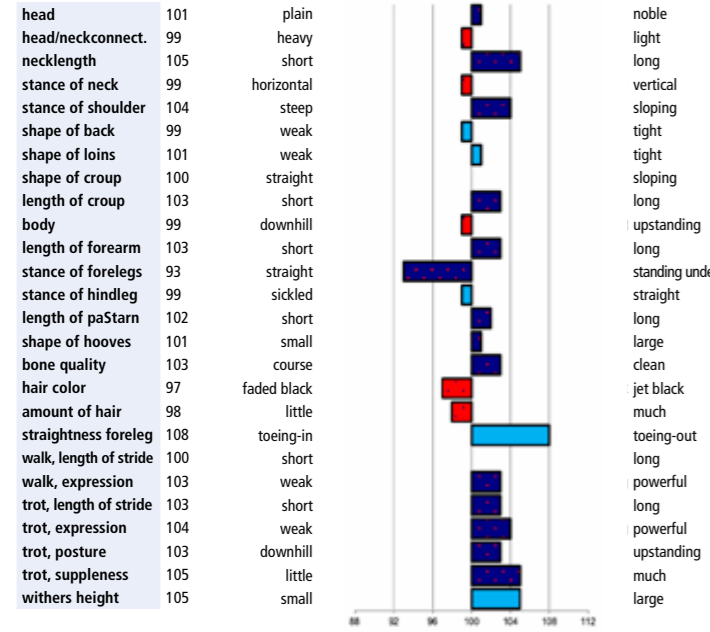 head 101 plain noble
head/neckconnect. 99 heavy light
necklength 105 short long
stance of neck 99 horizontal vertical
stance of shoulder 104 steep sloping
shape of back 99 weak tight
shape of loins 101 weak tight
shape of croup 100 straight sloping
length of croup 103 short long
body 99 downhill upstanding
length of forearm 103 short long
stance of forelegs 93 straight standing unde
stance of hindleg 99 sickled straight
length of paStarn 102 short long
shape of hooves 101 small large
bone quality 103 course clean
hair color 97 faded black jet black
amount of hair 98 little much
straightness foreleg 108 toeing-in toeing-out
walk, length of stride 100 short long
walk, expression 103 weak powerful
trot, length of stride 103 short long
trot, expression 104 weak powerful
trot, posture 103 downhill upstanding
trot, suppleness 105 little much
withers height 105 small large
88 92 96 100 104 108 112